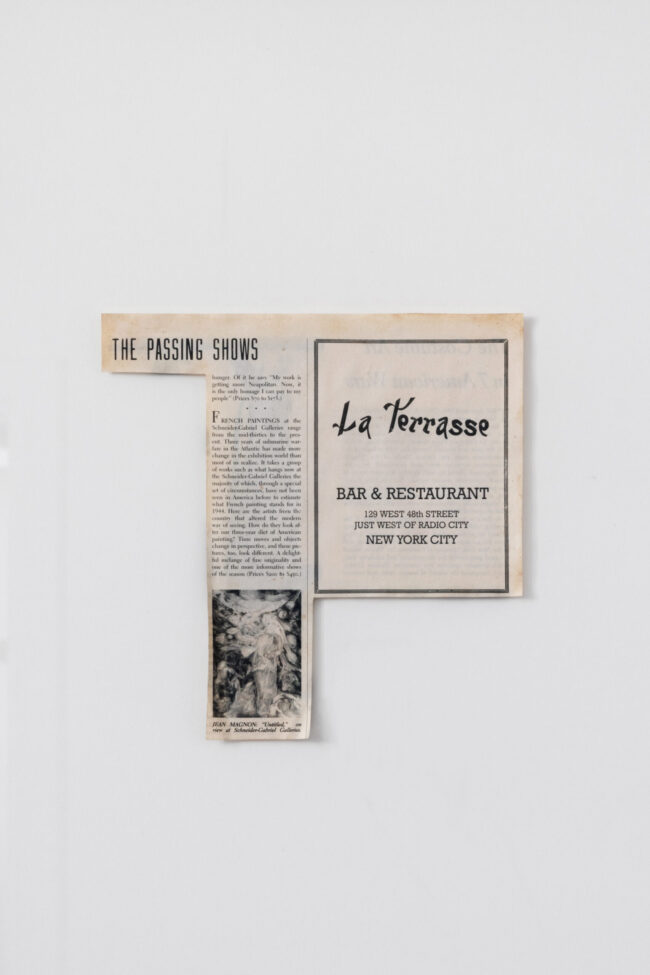 THE PASSING SHOWS
hunger. Of it he says "My work is
getting more Neapolitan. Now, it
is the only homage I can pay to my
people" (Prices $70 to $275.)
• • •
FRENCH PAINTINGS at the
Schneider-Gabriel Galleries range
from the mid-thirties to the pres-
ent. Three years of submarine war-
fare in the Atlantic has made more
change in the exhibition world than
most of us realize. It takes a group
of works such as what hangs now at
the Schneider-Gabriel Galleries the
majority of which, through a special
set of circumstances, have not been
seen in America before to estimate
what French painting stands for in
1944. Here are the artists from the
country that altered the modern
way of seeing. How do they look af-
ter our three-year diet of American
painting? Time moves and objects
change in perspective, and these pic-
tures, too, look different. A delight-
ful melange of fine originality and
one of the more informative shows
of the season (Prices to
JEAN MAGNON: "Untitled," on
view at Schneider-Gabriel Galleries
La Terrasse
BAR & RESTAURANT
129 WEST 48th STREET
JUST WEST OF RADIO CITY
NEW YORK CITY